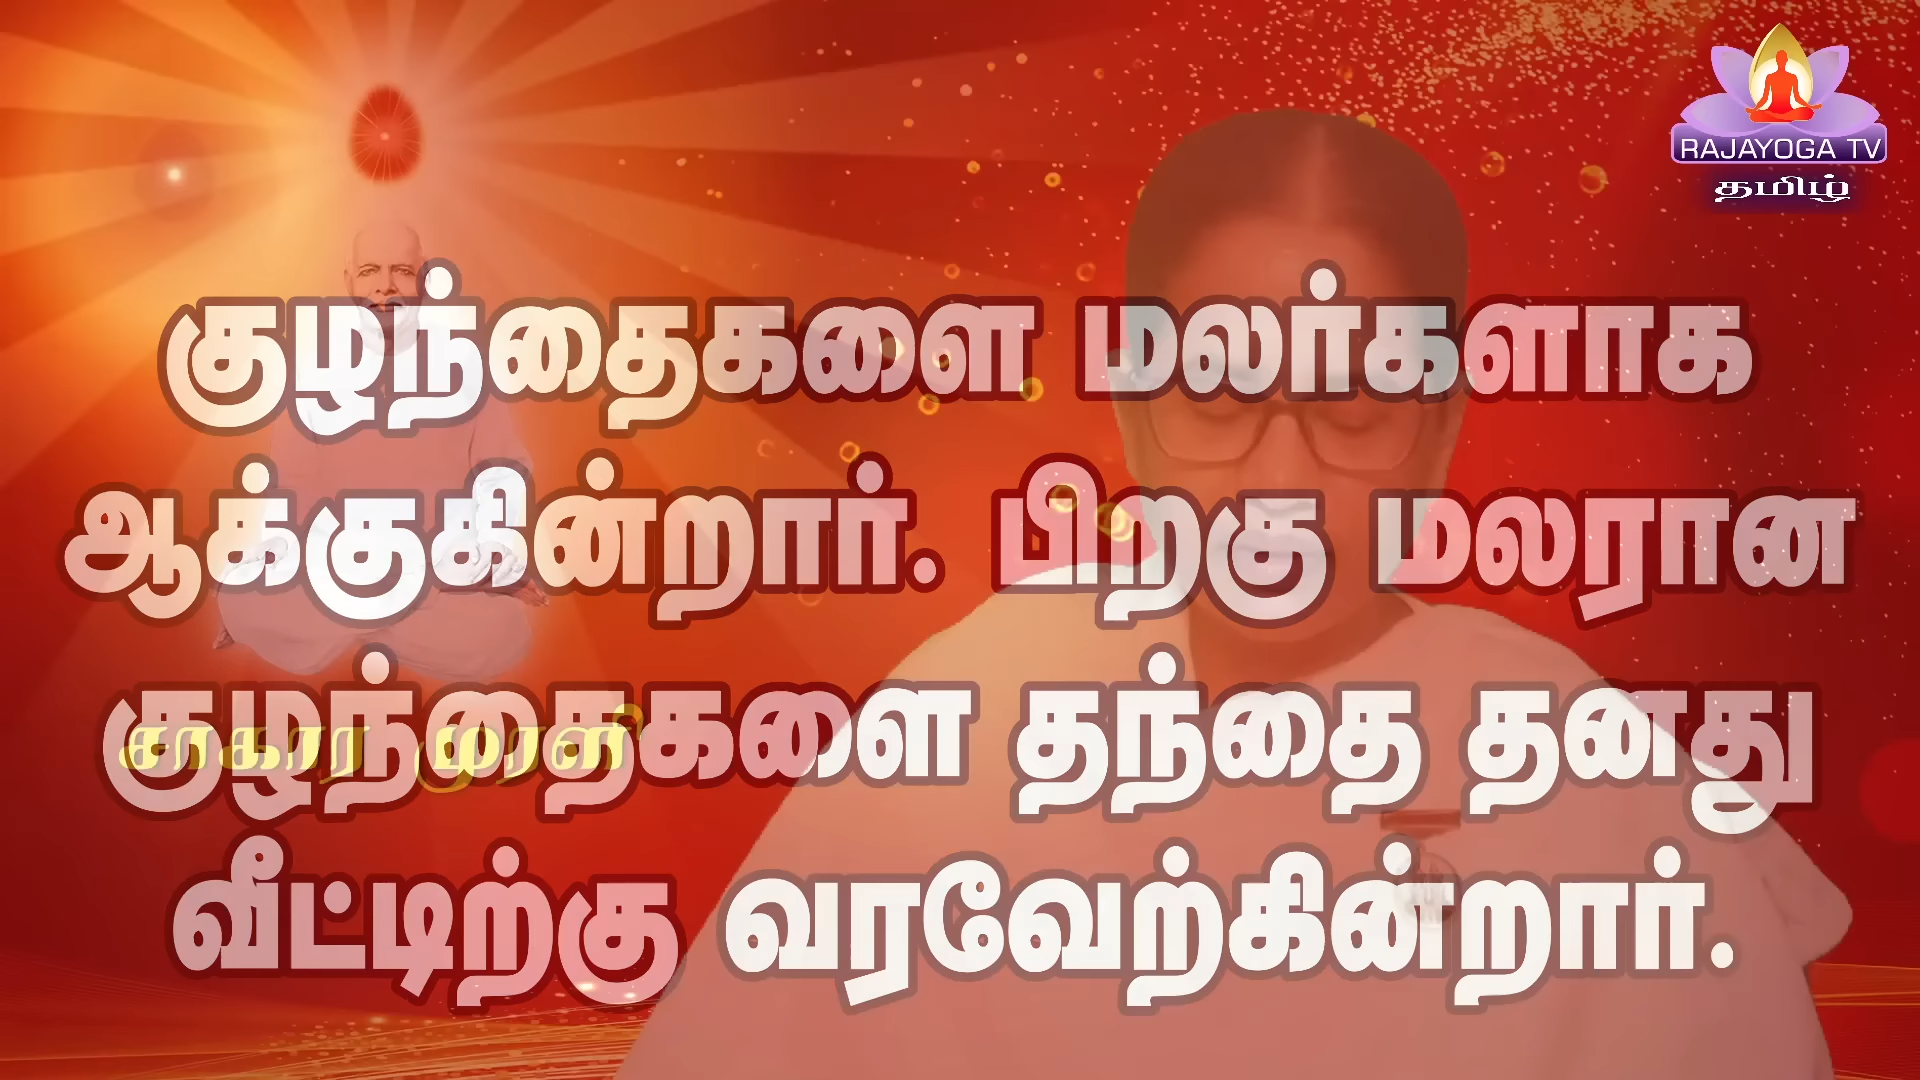 RAJAYOGA TV
தமிழ்
குழந்தைகளை மலர்களாக
ஆக்குகின்றார். பிறகு மலரான
குழந்தைகளை தந்தை தனது
சாகார முரளி
வீட்டிற்கு வரவேற்கின்றார்.